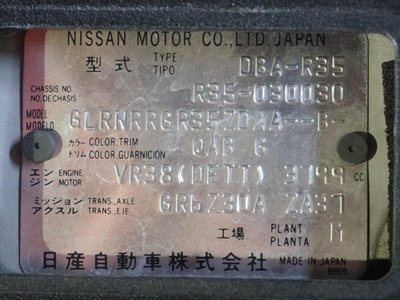 NISSAN MOTOR CO.,LTD.JAPAN
型式 TYPE TIPO DBA-R35
CHASSIS NO NO.DECHASIS R35-030030
MODEL MODELO GLRNRRGR35ZDAA--B-
カラー COLOR,TRIM トリム COLOR,GUARNICION QAB G
エンジン ENGINE MOTOR VR38(DETT) 3799 CC
ミッション アクスル TRANS.,AXLE TRANS.,EJE GR6Z30A ZA37
工場 PLANT PLANTA M
日産自動車株式会社 MADE IN JAPAN
89909